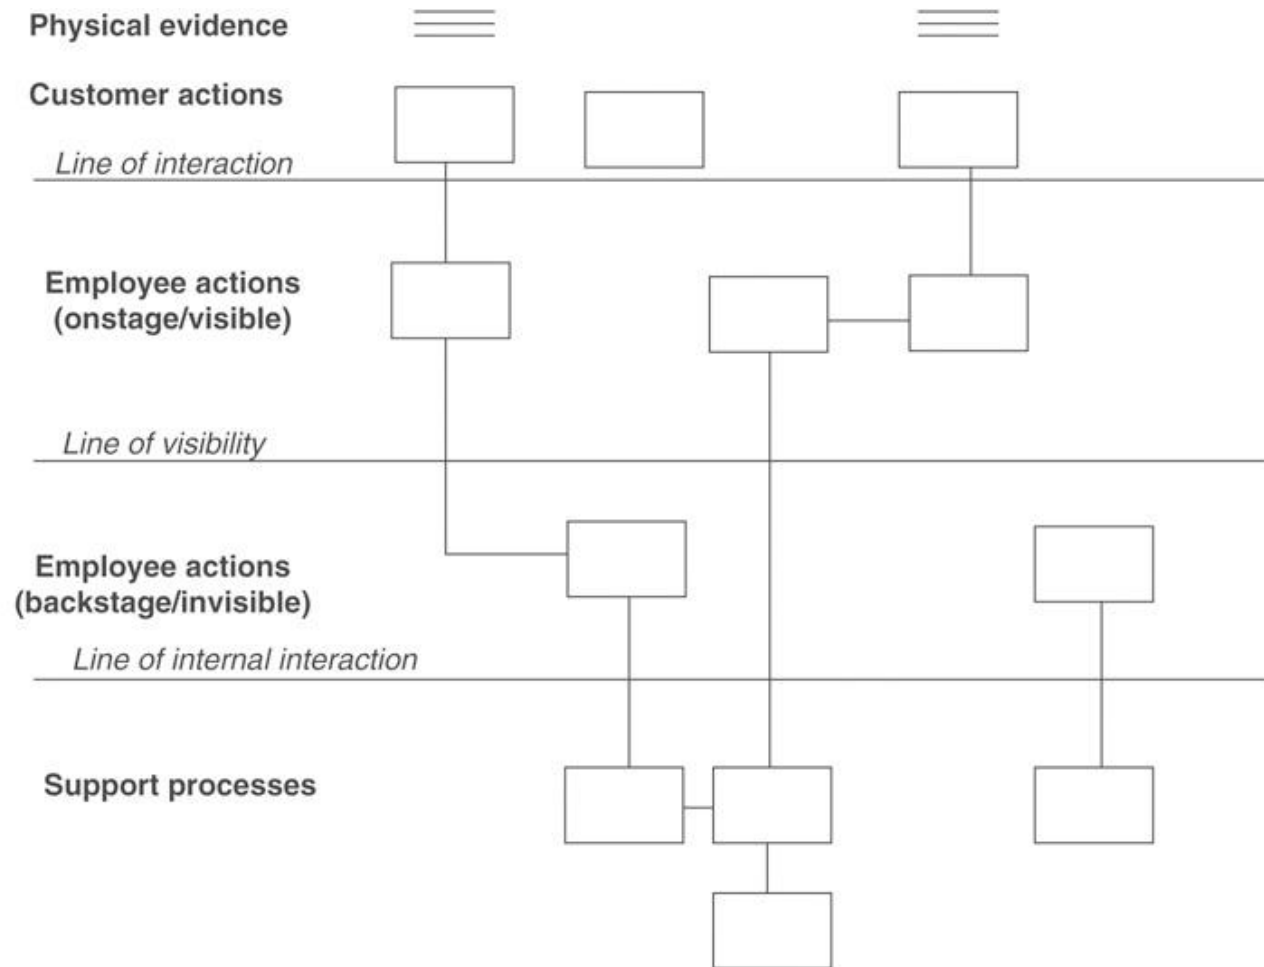 Physical evidence
Customer actions
Line of interaction
Employee actions
(onstage/visible)
Line of visibility
Employee actions
(backstage/invisible)
Line of internal interaction
Support processes